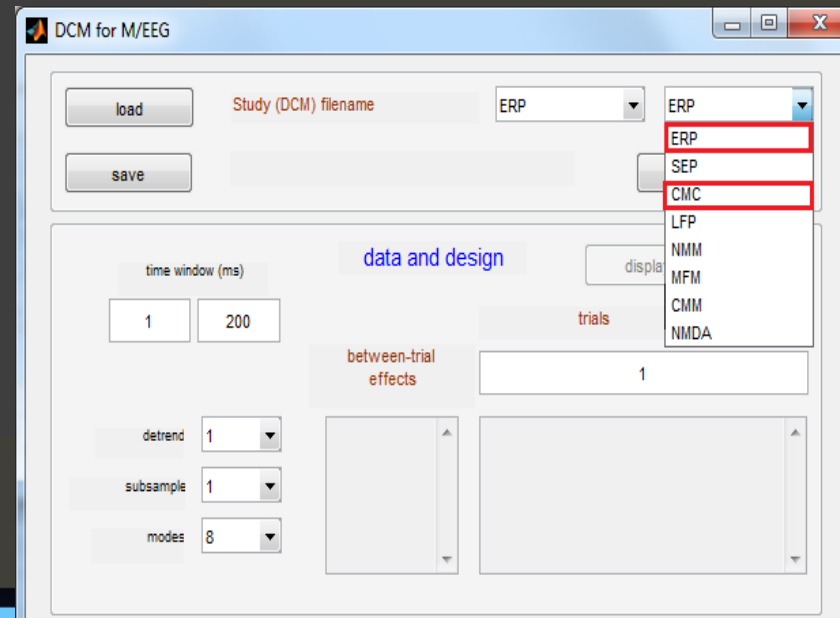 DCM for M/EEG
load
Study (DCM) filename
ERP
ERP
save
ERP
SEP
CMC
LFP
NMM
MFM
CMM
NMDA
data and design
time window (ms)
1
200
trials
between-trial
effects
1
detrend
1
subsample
1
modes
8